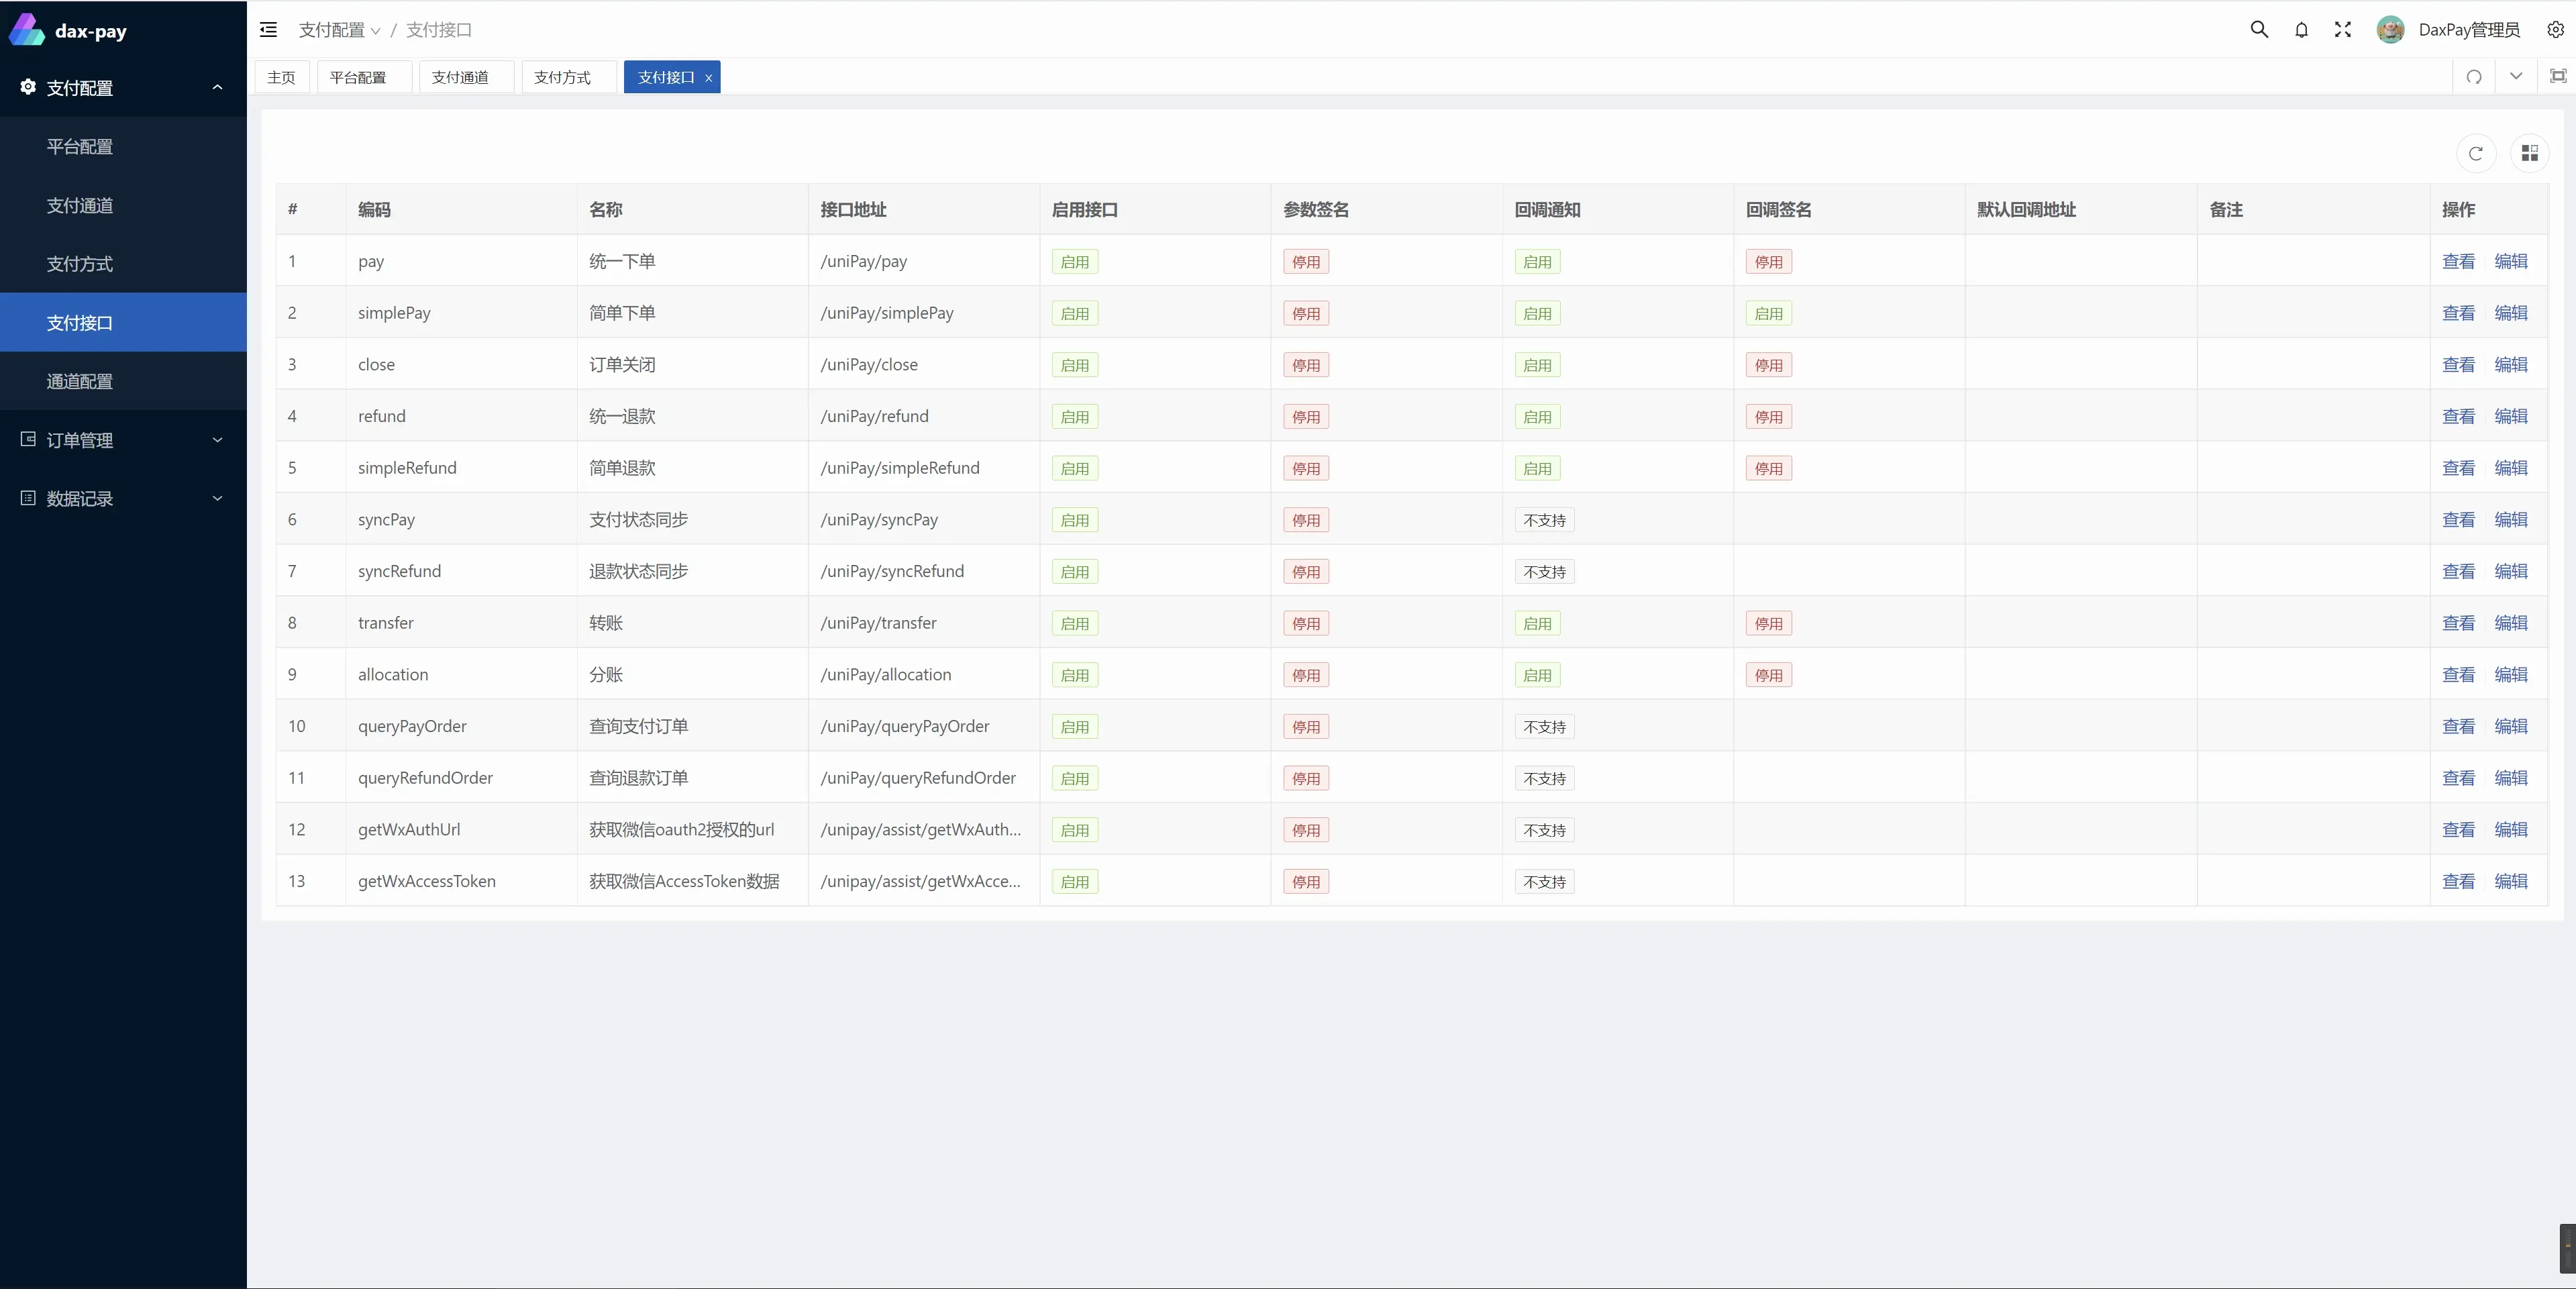 dax-pay
支付配置
平台配置
支付通道
支付方式
支付接口
通道配置
订单管理
数据记录
支付配置 / 支付接口
DaxPay管理员
主页 平台配置 支付通道 支付方式 支付接口 ×
# 编码 名称 接口地址 启用接口 参数签名 回调通知 回调签名 默认回调地址 备注 操作
1 pay 统一下单 /uniPay/pay 启用 停用 启用 停用 查看 编辑
2 simplePay 简单下单 /uniPay/simplePay 启用 停用 启用 启用 查看 编辑
3 close 订单关闭 /uniPay/close 启用 停用 启用 停用 查看 编辑
4 refund 统一退款 /uniPay/refund 启用 停用 启用 停用 查看 编辑
5 simpleRefund 简单退款 /uniPay/simpleRefund 启用 停用 启用 停用 查看 编辑
6 syncPay 支付状态同步 /uniPay/syncPay 启用 停用 不支持 查看 编辑
7 syncRefund 退款状态同步 /uniPay/syncRefund 启用 停用 不支持 查看 编辑
8 transfer 转账 /uniPay/transfer 启用 停用 启用 停用 查看 编辑
9 allocation 分账 /uniPay/allocation 启用 停用 启用 停用 查看 编辑
10 queryPayOrder 查询支付订单 /uniPay/queryPayOrder 启用 停用 不支持 查看 编辑
11 queryRefundOrder 查询退款订单 /uniPay/queryRefundOrder 启用 停用 不支持 查看 编辑
12 getWxAuthUrl 获取微信oauth2授权的url /unipay/assist/getWxAuth... 启用 停用 不支持 查看 编辑
13 getWxAccessToken 获取微信AccessToken数据 /unipay/assist/getWxAcce... 启用 停用 不支持 查看 编辑